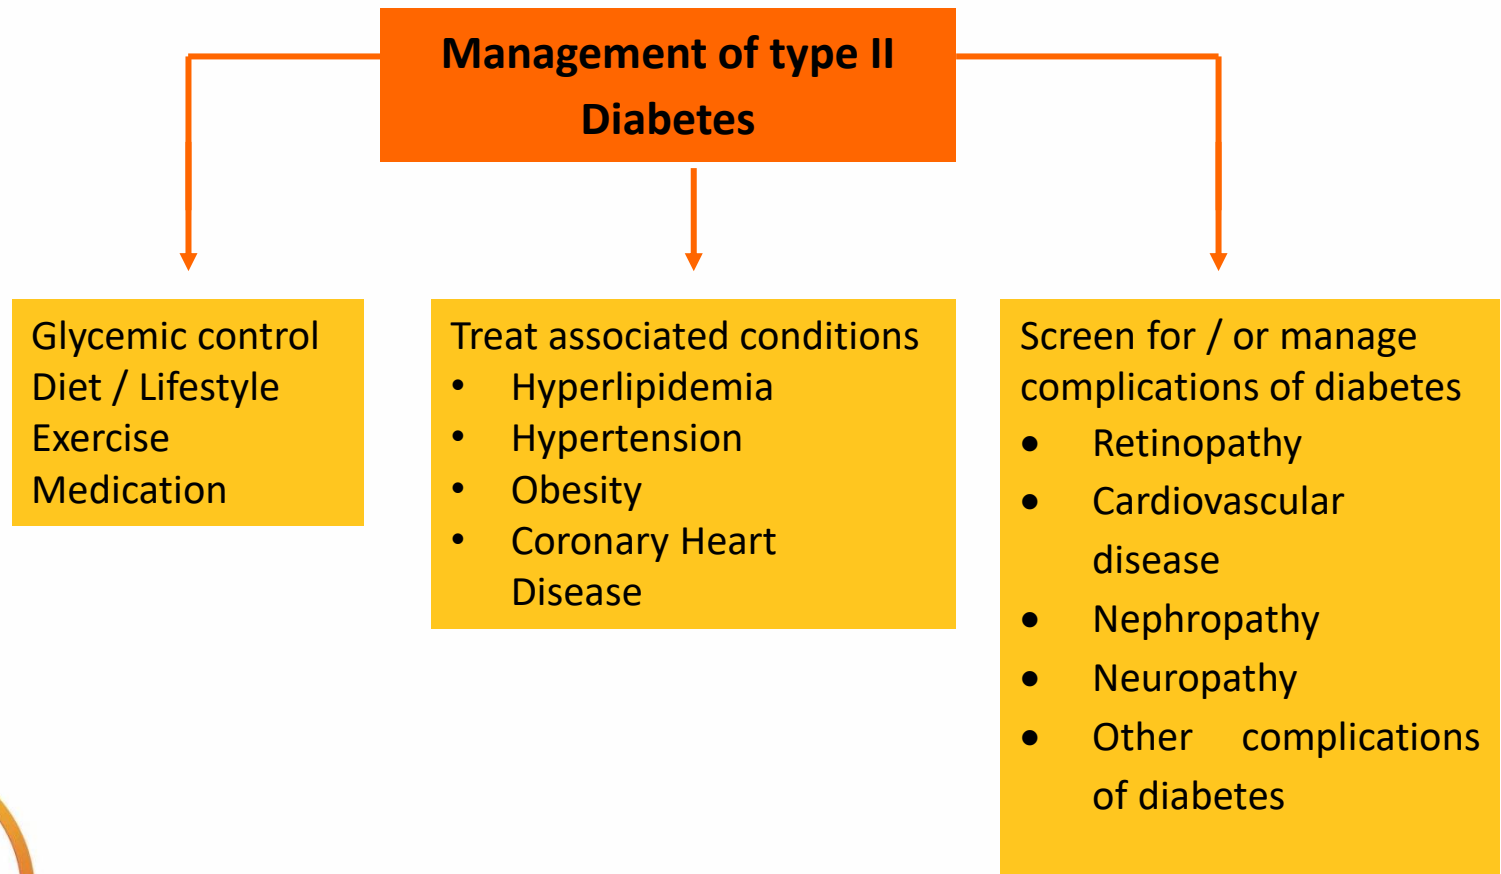 Management of type II
Diabetes
Glycemic control
Diet / Lifestyle
Exercise
Medication
Treat associated conditions
• Hyperlipidemia
• Hypertension
• Obesity
• Coronary Heart
Disease
Screen for / or manage
complications of diabetes
• Retinopathy
• Cardiovascular
disease
• Nephropathy
• Neuropathy
• Other complications
of diabetes